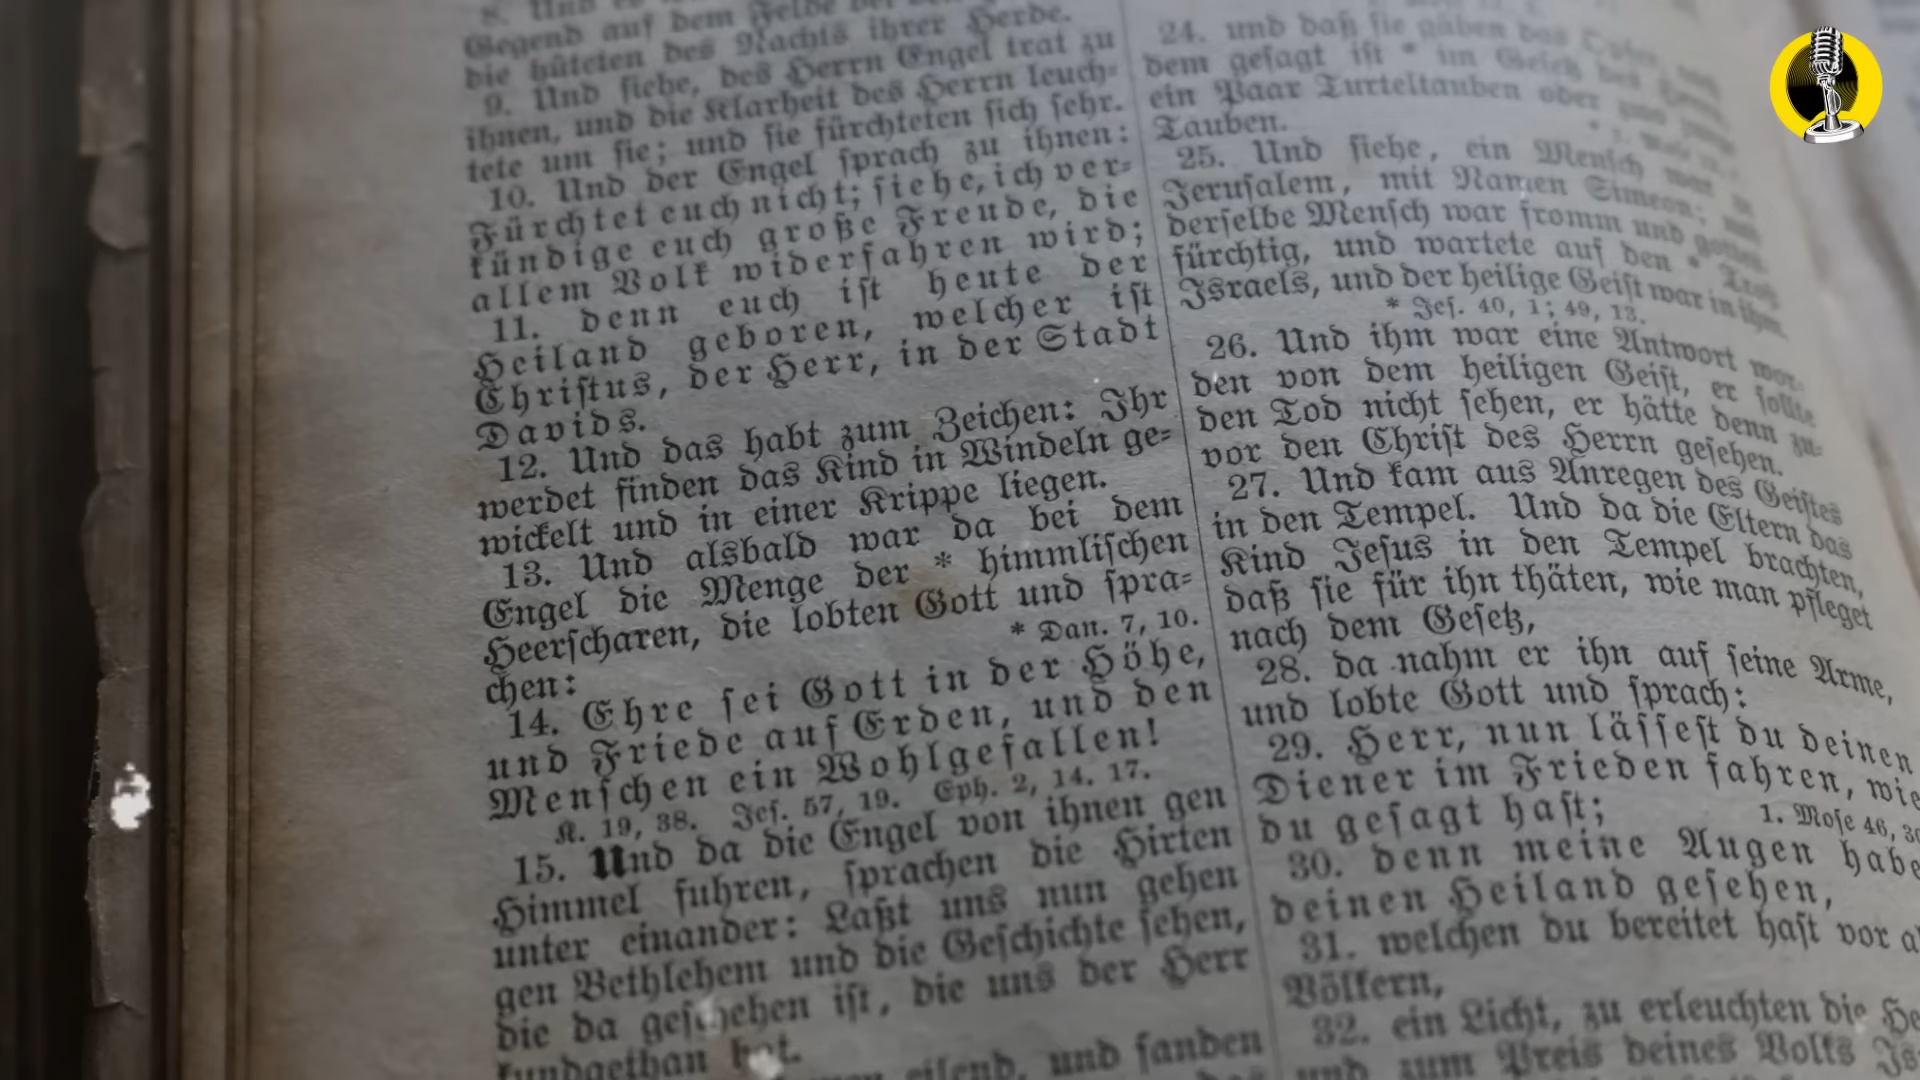 Gegend auf dem Felde
die hüteten des Nachts ihrer Herde.
9. Und siehe, des Herrn Engel trat zu
ihnen, und die Klarheit des Herrn leuch-
tete um sie; und sie fürchteten sich sehr.
10. Und der Engel sprach zu ihnen:
Fürchtet euch nicht; siehe, ich ver-
kündige euch große Freude, die
allem Volk widerfahren wird;
11. denn euch ist heute der
Heiland geboren, welcher ist
Christus, der Herr, in der Stadt
Davids.
12. Und das habt zum Zeichen: Ihr
werdet finden das Kind in Windeln ge-
wickelt und in einer Krippe liegen.
13. Und alsbald war da bei dem
Engel die Menge der * himmlischen
Heerscharen, die lobten Gott und spra-
* Dan. 7, 10.
chen:
14. Ehre sei Gott in der Höhe,
und Friede auf Erden, und den
Menschen ein Wohlgefallen!
K. 19, 38. Jes. 57, 19. Eph. 2, 14. 17.
15. Und da die Engel von ihnen gen
Himmel fuhren, sprachen die Hirten
unter einander: Laßt uns nun gehen
gen Bethlehem und die Geschichte sehen,
die da geschehen ist, die uns der Herr
kundgethan hat.
eilend, und fanden
24. und daß sie gäben das
dem gesagt ist * im Gesetz des Herrn
ein Paar Turteltauben oder zwo junge
Tauben.
25. Und siehe, ein Mensch war zu
Jerusalem, mit Namen Simeon; und
derselbe Mensch war fromm und gottes-
fürchtig, und wartete auf den * Trost
Israels, und der heilige Geist war in ihm.
* Jes. 40, 1; 49, 13.
26. Und ihm war eine Antwort wor-
den von dem heiligen Geist, er sollte
den Tod nicht sehen, er hätte denn zu-
vor den Christ des Herrn gesehen.
27. Und kam aus Anregen des Geistes
in den Tempel. Und da die Eltern das
Kind Jesus in den Tempel brachten,
daß sie für ihn thäten, wie man pfleget
nach dem Gesetz,
28. da nahm er ihn auf seine Arme,
und lobte Gott und sprach:
29. Herr, nun lässest du deinen
Diener im Frieden fahren, wie
du gesagt hast;
1. Mose 46, 30
30. denn meine Augen habe
deinen Heiland gesehen,
31. welchen du bereitet hast vor al
Völkern,
32. ein Licht, zu erleuchten die He
und zum Preis deines Volks Is